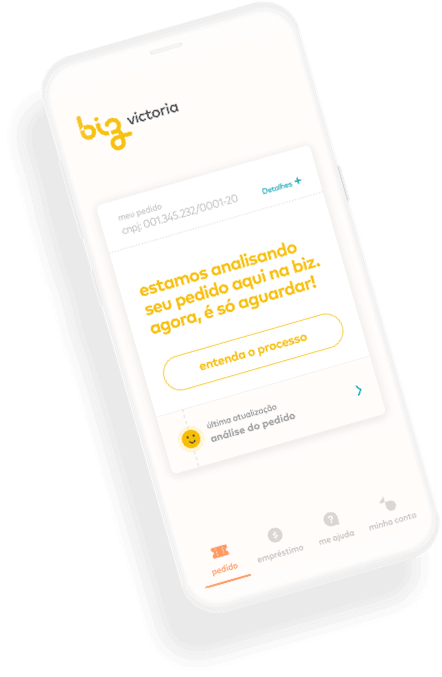 biz victoria
meu pedido
cnpj: 001.345.232/0001-20
Detalhes +
estamos analisando
seu pedido aqui na biz.
agora, é só aguardar!
entenda o processo
última atualização
análise do pedido
pedido
empréstimo
me ajuda
minha conta